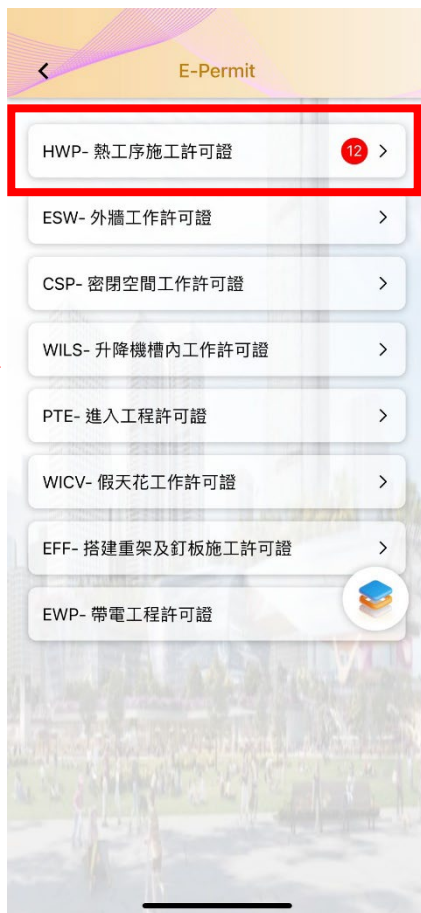 E-Permit
HWP- 熱工序施工許可證 12
ESW- 外牆工作許可證
CSP- 密閉空間工作許可證
WILS- 升降機槽內工作許可證
PTE- 進入工程許可證
WICV- 假天花工作許可證
EFF- 搭建重架及釘板施工許可證
EWP- 帶電工程許可證